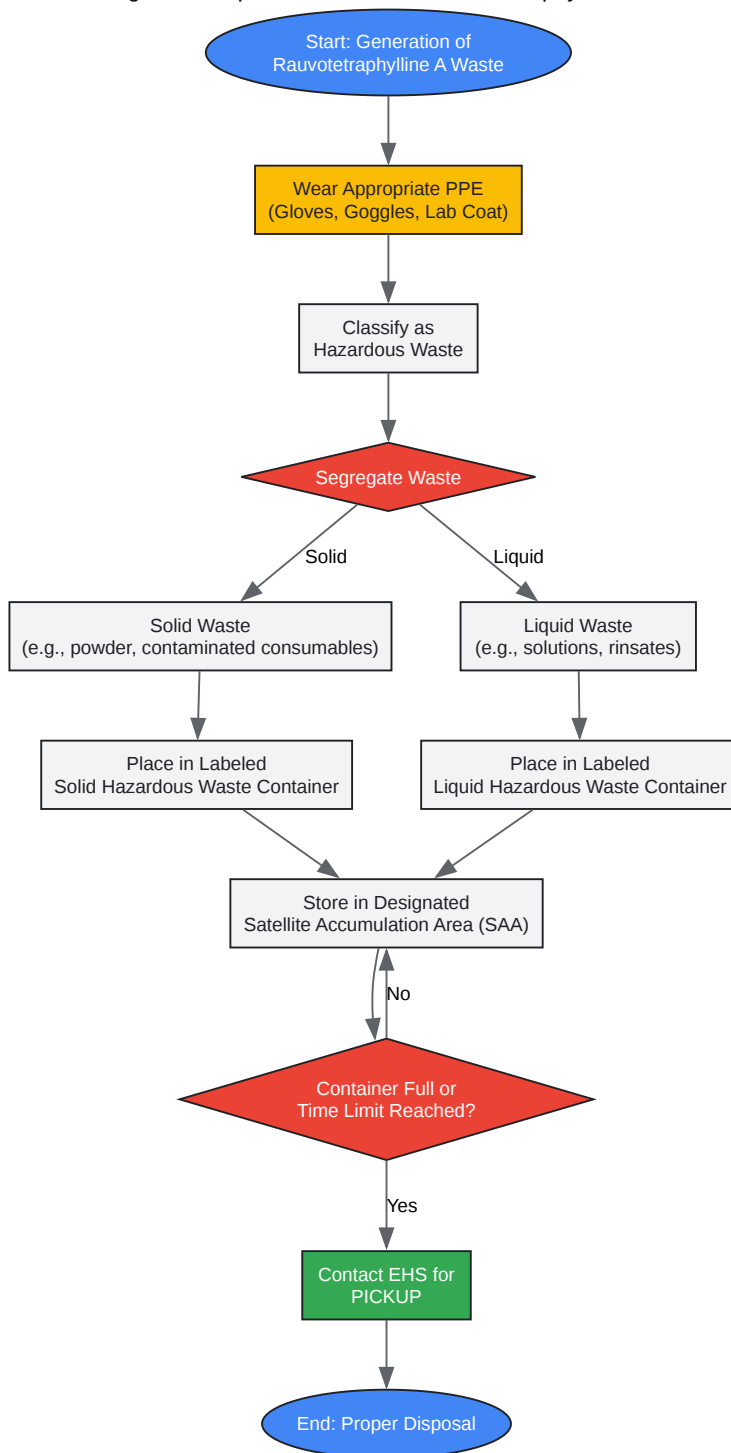 Start: Generation of
Rauvotetraphylline A Waste
Wear Appropriate PPE
(Gloves, Goggles, Lab Coat)
Classify as
Hazardous Waste
Segregate Waste
Solid
Liquid
Solid Waste
(e.g., powder, contaminated consumables)
Liquid Waste
(e.g., solutions, rinsates)
Place in Labeled
Solid Hazardous Waste Container
Place in Labeled
Liquid Hazardous Waste Container
Store in Designated
Satellite Accumulation Area (SAA)
No
Container Full or
Time Limit Reached?
Yes
Contact EHS for
PICKUP
End: Proper Disposal